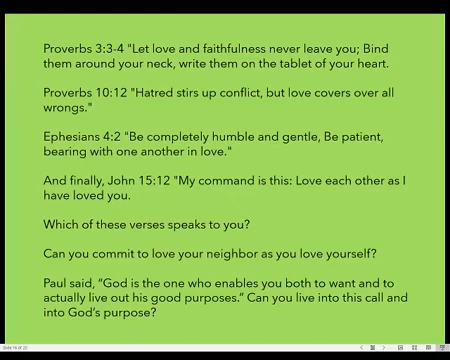 Proverbs 3:3-4 "Let love and faithfulness never leave you; Bind
them around your neck, write them on the tablet of your heart.
Proverbs 10:12 "Hatred stirs up conflict, but love covers over all
wrongs."
Ephesians 4:2 "Be completely humble and gentle, Be patient,
bearing with one another in love."
And finally, John 15:12 "My command is this: Love each other as I
have loved you.
Which of these verses speaks to you?
Can you commit to love your neighbor as you love yourself?
Paul said, "God is the one who enables you both to want and to
actually live out his good purposes." Can you live into this call and
into God's purpose?